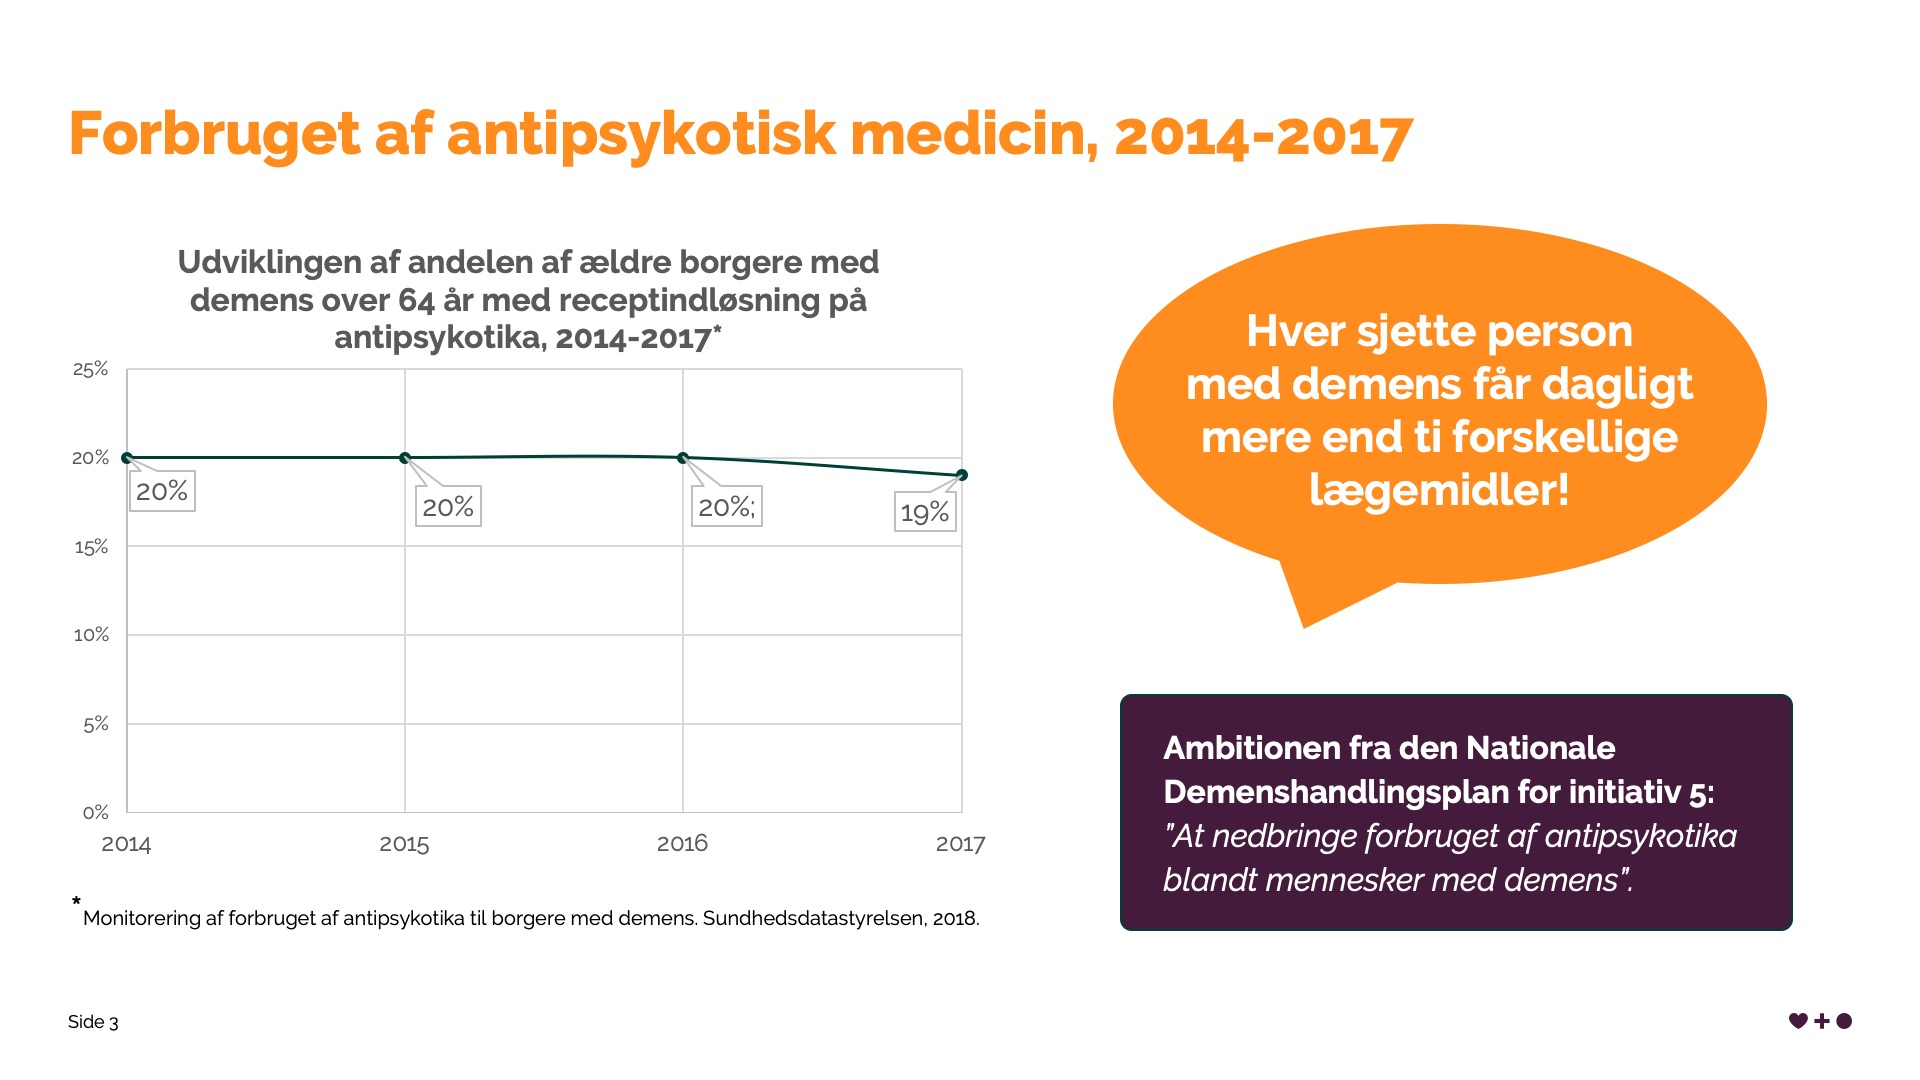 Forbruget af antipsykotisk medicin, 2014-2017
Udviklingen af andelen af ældre borgere med
demens over 64 år med receptindløsning på
antipsykotika, 2014-2017*
25%
20%
15%
10%
5%
0%
20%
20%
20%;
19%
2014
2015
2016
2017
*Monitorering af forbruget af antipsykotika til borgere med demens. Sundhedsdatastyrelsen, 2018.
Hver sjette person
med demens får dagligt
mere end ti forskellige
lægemidler!
Ambitionen fra den Nationale
Demenshandlingsplan for initiativ 5:
"At nedbringe forbruget af antipsykotika
blandt mennesker med demens".
Side 3